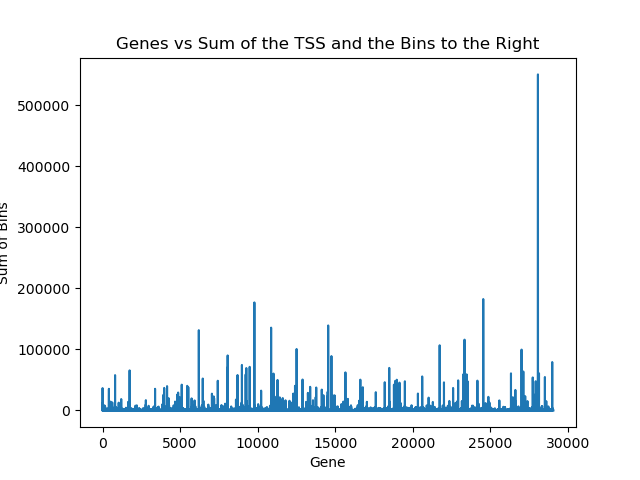 Genes vs Sum of the TSS and the Bins to the Right
500000
400000
300000
200000
100000
0
Sum of Bins
0 5000 10000 15000 20000 25000 30000
Gene